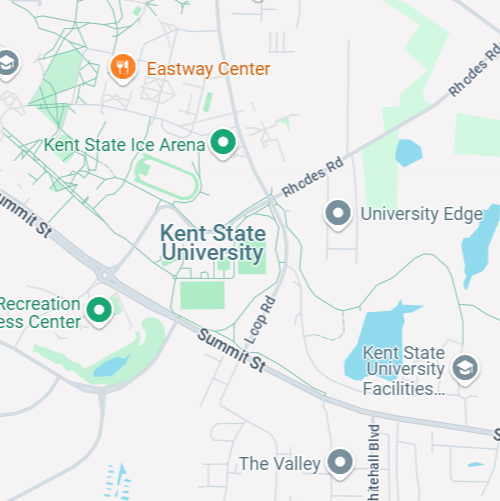 Eastway Center
Rhodes Rd
Kent State Ice Arena
Rhodes Rd
University Edge
Summit St
Kent State
University
Recreation
ess Center
Loop Rd
Summit St
Kent State
University
Facilities...
The Valley
hitehall Blvd
S